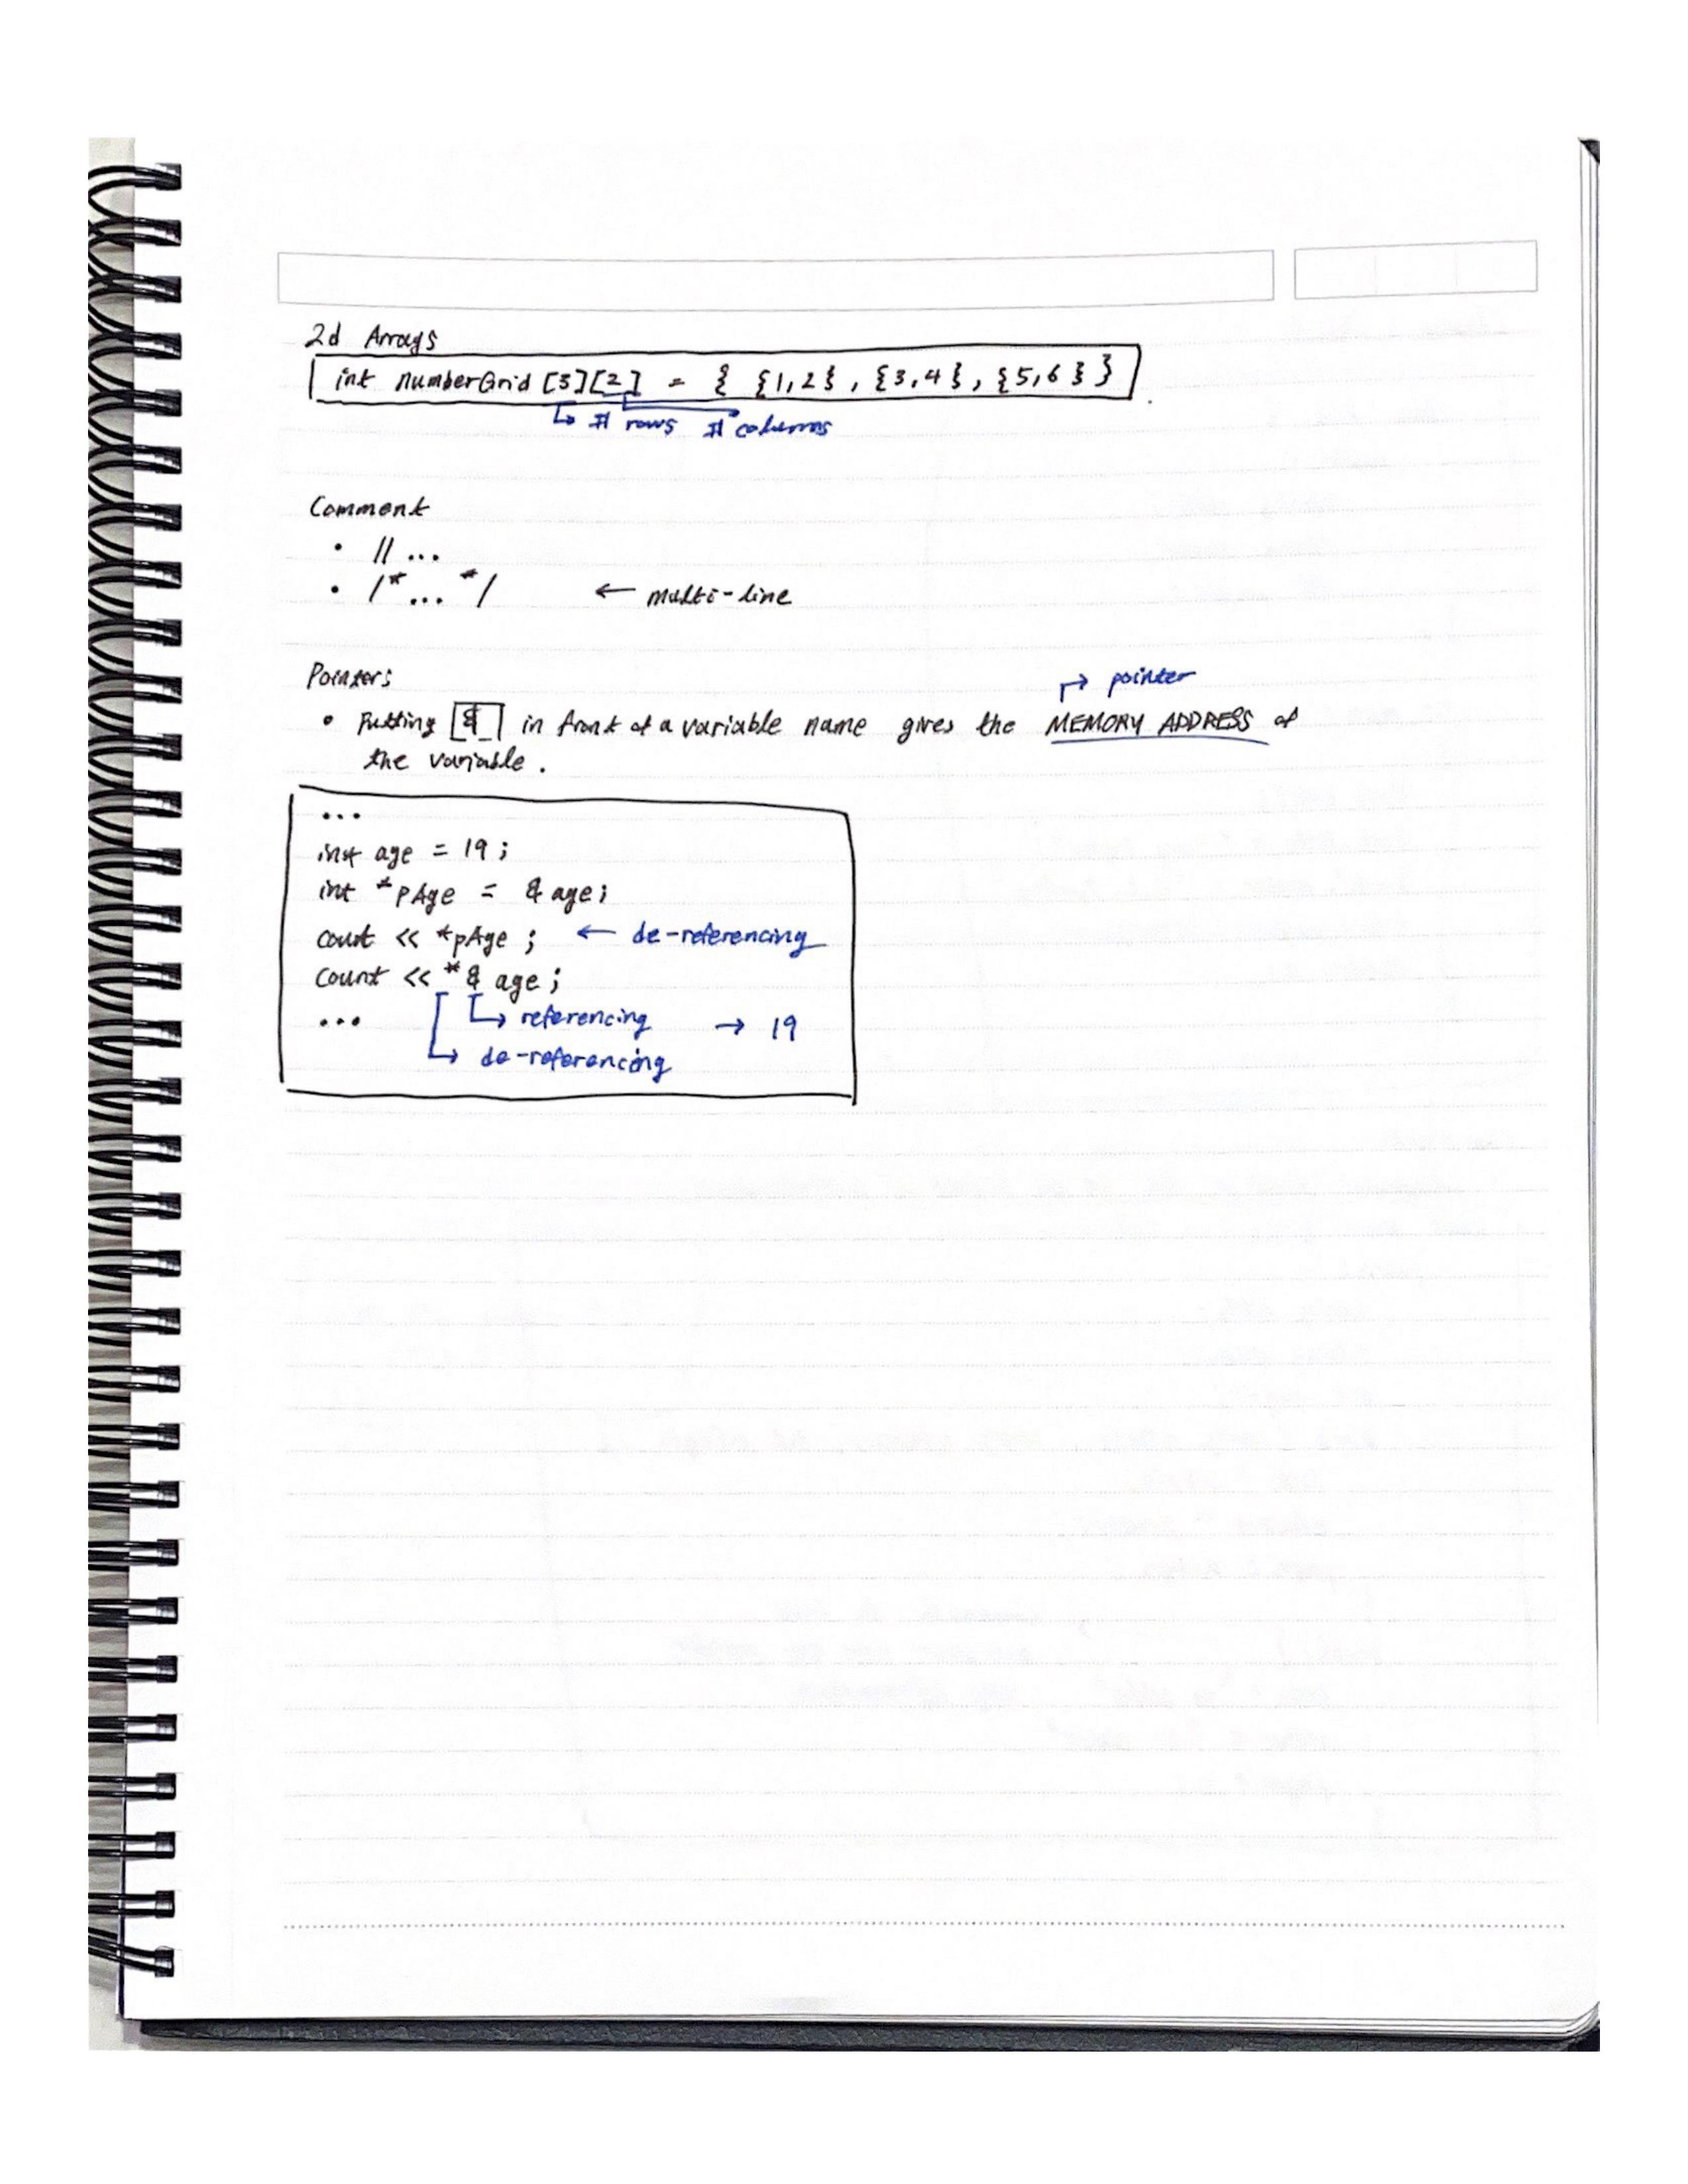 2d Arrays
int numberGrid [3][2] = { {1,2} , {3,4}, {5,6} }
↳ # rows # columns
Comment
• // ...
• /* ... */ ← multi-line
Pointers
↱ pointer
• Putting & in front of a variable name gives the MEMORY ADDRESS of
the variable .
...
int age = 19 ;
int *pAge = & age;
cout << *pAge ; ← de-referencing
count << *& age ;
... ↳ referencing → 19
↳ de-referencing